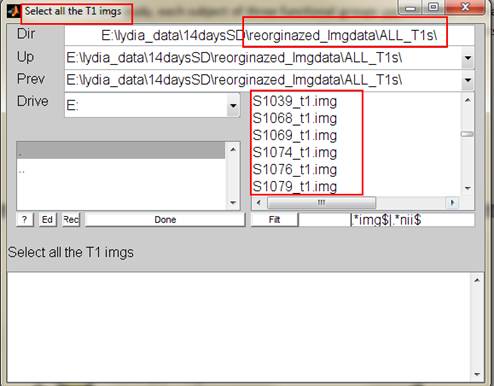 Select all the T1 imgs
Dir E:\lydia_data\14daysSD\reorginazed_Imgdata\ALL_T1s\
Up E:\lydia_data\14daysSD\reorginazed_Imgdata\ALL_T1s\
Prev E:\lydia_data\14daysSD\reorginazed_Imgdata\ALL_T1s\
Drive E:
S1039_t1.img
S1068_t1.img
S1069_t1.img
S1074_t1.img
S1076_t1.img
S1079_t1.img
.
..
? Ed Rec Done Filt |.*img$|.*nii$
Select all the T1 imgs